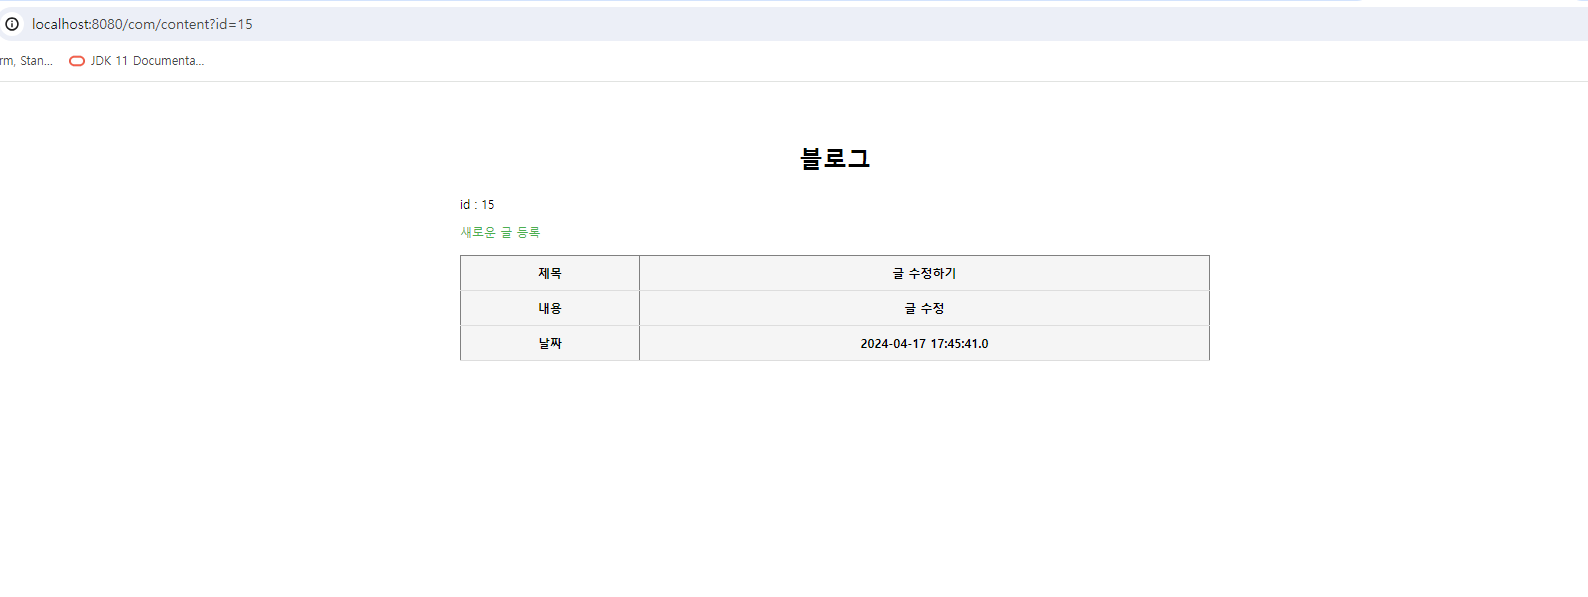 localhost:8080/com/content?id=15
rm, Stan... JDK 11 Documenta...
블로그
id : 15
새로운 글 등록
제목 글 수정하기
내용 글 수정
날짜 2024-04-17 17:45:41.0